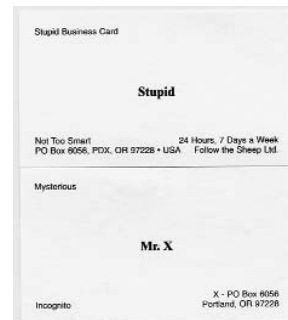 Stupid Business Card
Stupid
Not Too Smart 24 Hours, 7 Days a Week
PO Box 6056, PDX, OR 97228 • USA Follow the Sheep Ltd.
Mysterious
Mr. X
X - PO Box 6056
Incognito Portland, OR 97228